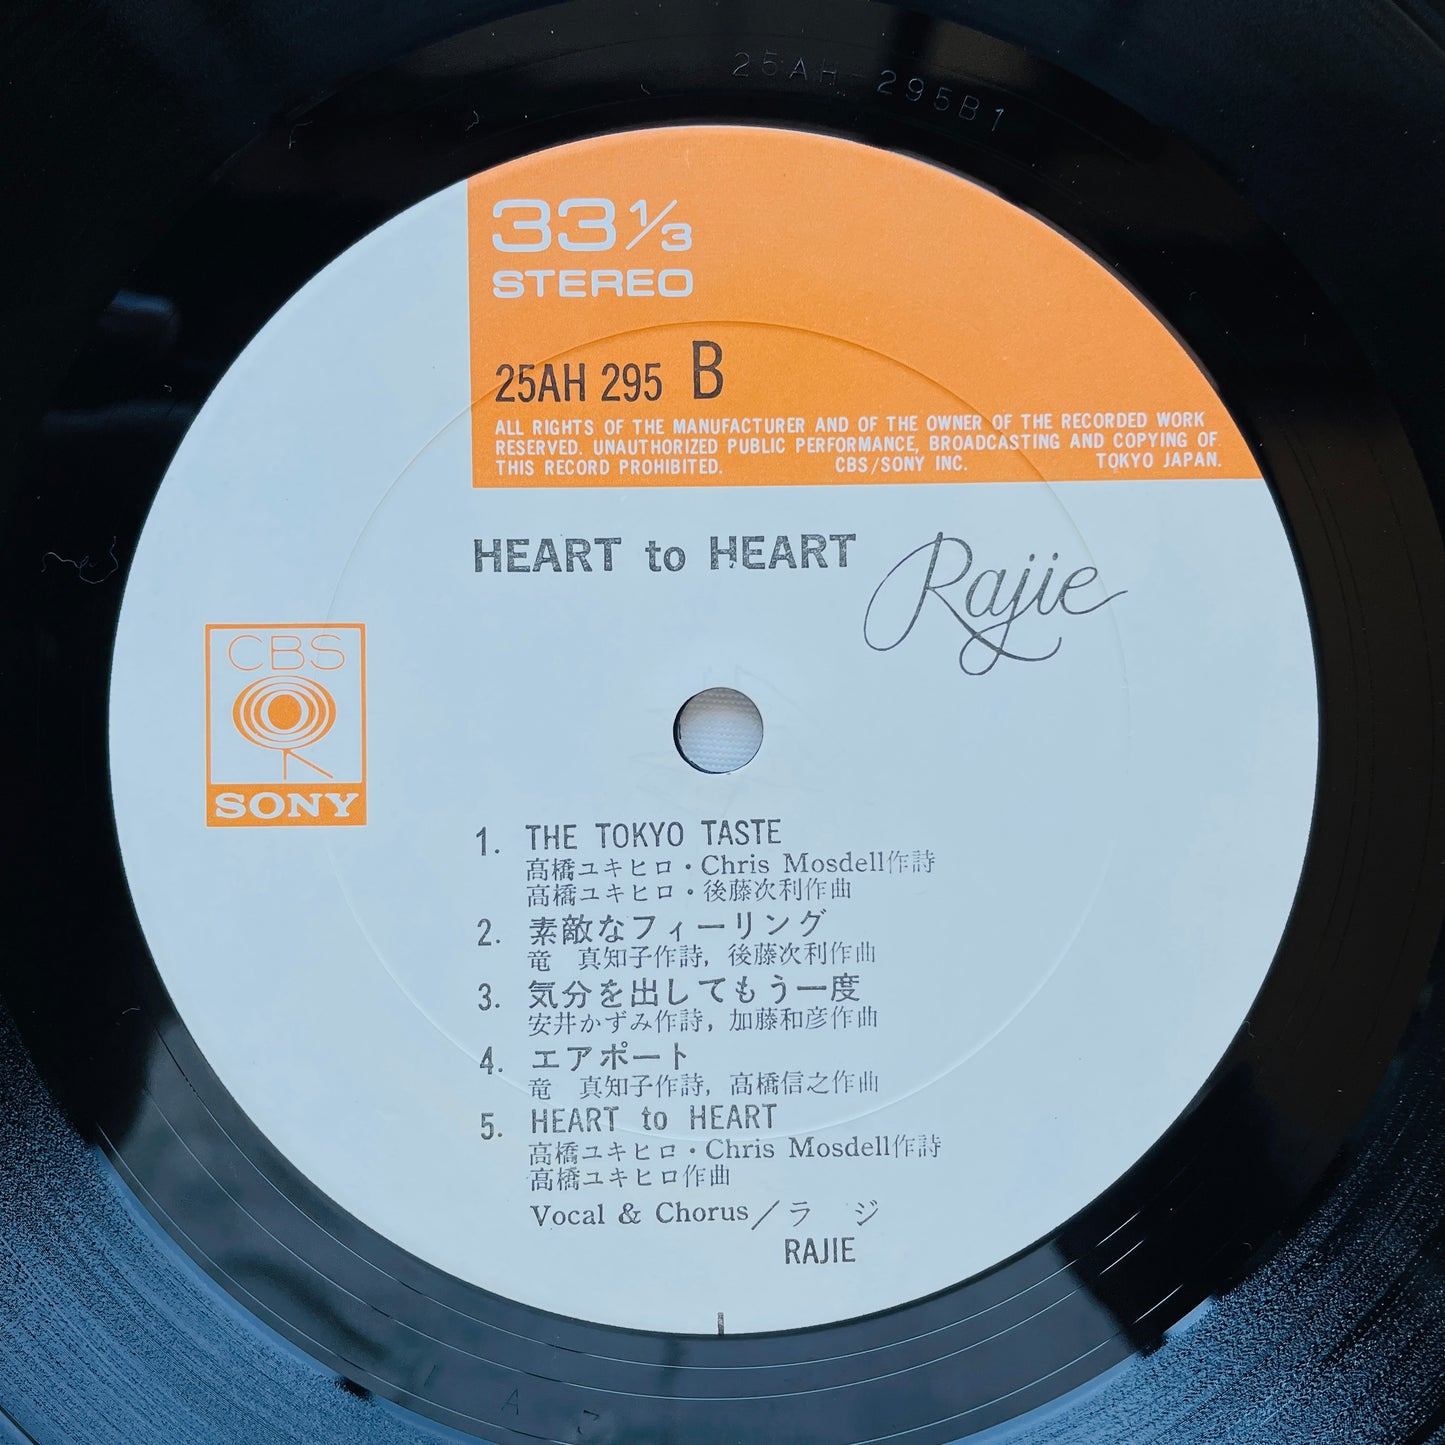 25AH 295B1
33 1/3
STEREO
25AH 295 B
ALL RIGHTS OF THE MANUFACTURER AND OF THE OWNER OF THE RECORDED WORK
RESERVED. UNAUTHORIZED PUBLIC PERFORMANCE, BROADCASTING AND COPYING OF
THIS RECORD PROHIBITED. CBS/SONY INC. TOKYO JAPAN.
HEART to HEART Rajie
CBS
SONY
1. THE TOKYO TASTE
高橋ユキヒロ・Chris Mosdell作詩
高橋ユキヒロ・後藤次利作曲
2. 素敵なフィーリング
竜 真知子作詩, 後藤次利作曲
3. 気分を出してもう一度
安井かずみ作詩, 加藤和彦作曲
4. エアポート
竜 真知子作詩, 高橋信之作曲
5. HEART to HEART
高橋ユキヒロ・Chris Mosdell作詩
高橋ユキヒロ作曲
Vocal & Chorus/ラ ジ
RAJIE